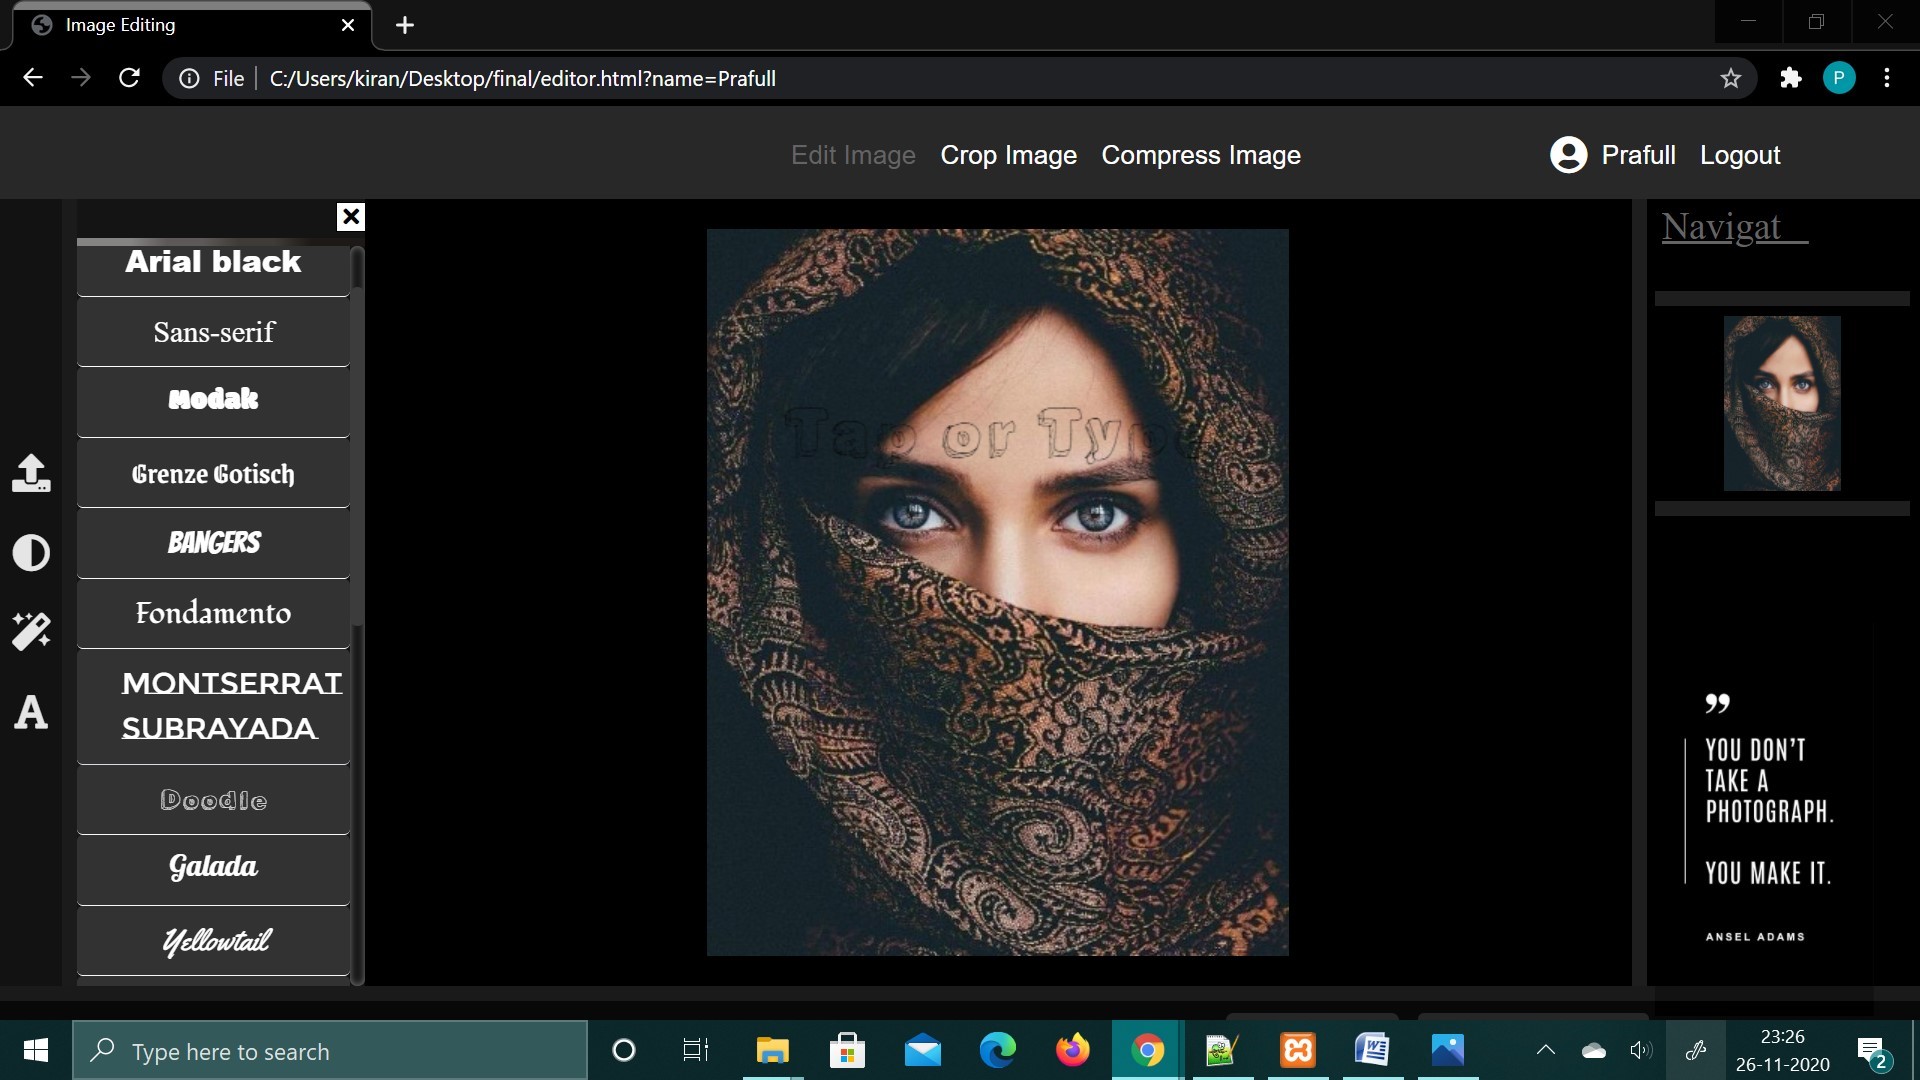 Image Editing
File C:/Users/kiran/Desktop/final/editor.html?name=Prafull
P
Edit Image Crop Image Compress Image Prafull Logout
Arial black
Sans-serif
Modak
Grenze Gotisch
BANGERS
Fondamento
MONTSERRAT
SUBRAYADA
Doodle
Galada
Yellowtail
A
Tap or Type
Navigat
”
YOU DON’T
TAKE A
PHOTOGRAPH.
YOU MAKE IT.
ANSEL ADAMS
Type here to search
23:26
26-11-2020
2